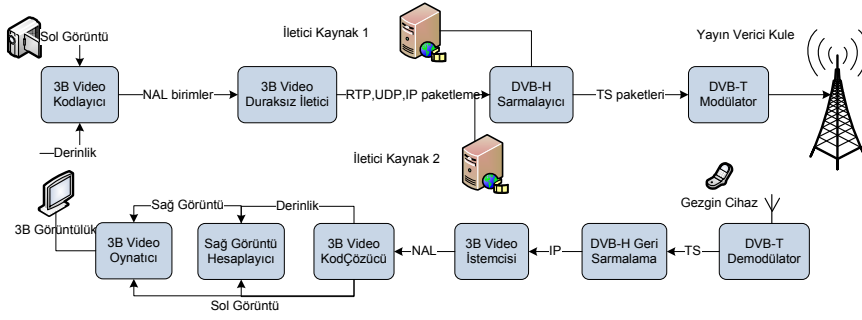 Sol Görüntü
İletici Kaynak 1
Yayın Verici Kule
3B Video
Kodlayıcı
NAL birimler
3B Video
Duraksız İletici
RTP,UDP,IP paketleme
DVB-H
Sarmalayıcı
TS paketleri
DVB-T
Modülator
Derinlik
İletici Kaynak 2
Gezgin Cihaz
3B Görüntülük
Sağ Görüntü
Derinlik
3B Video
Oynatıcı
Sağ Görüntü
Hesaplayıcı
3B Video
KodÇözücü
NAL
3B Video
İstemcisi
IP
DVB-H Geri
Sarmalama
TS
DVB-T
Demodülator
Sol Görüntü